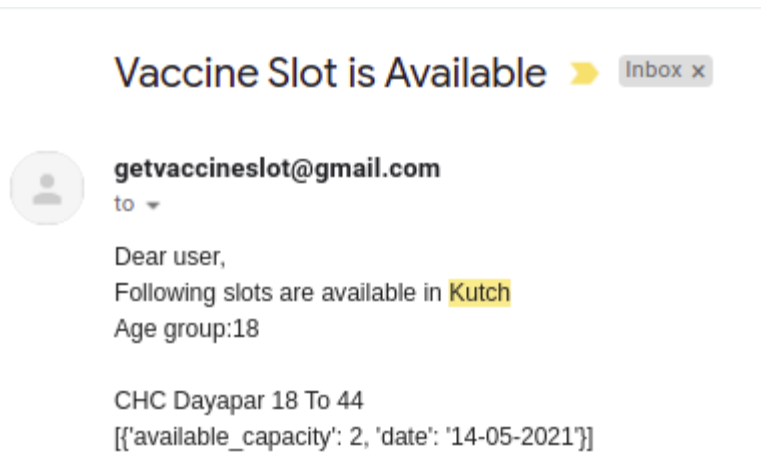 Vaccine Slot is Available Inbox x
getvaccineslot@gmail.com
to
Dear user,
Following slots are available in Kutch
Age group:18
CHC Dayapar 18 To 44
[{'available_capacity': 2, 'date': '14-05-2021'}]